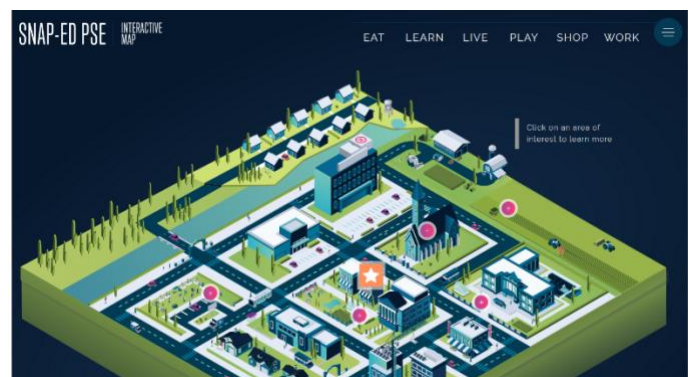 SNAP-ED PSE
INTERACTIVE
MAP
EAT LEARN LIVE PLAY SHOP WORK
Click on an area of
interest to learn more